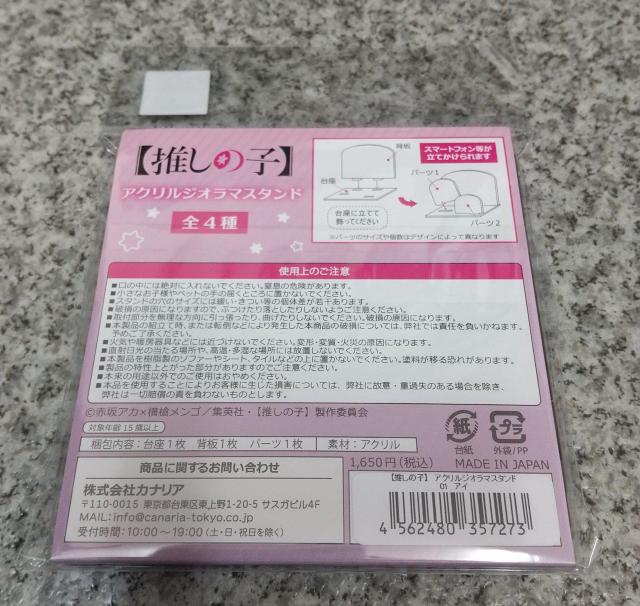 【推しの子】
アクリルジオラマスタンド
全4種
背板
台座
台座に立てて
飾ってください
スマートフォン等が
立てかけられます
パーツ1
パーツ2
※パーツのサイズや個数はデザインによって異なります
使用上のご注意
■口の中には絶対に入れないでください。窒息の危険があります。
■小さなお子様やペットの手の届くところに置かないでください。
■スタンドの穴のサイズには緩い・きつい等の個体差が若干あります。
■破損の原因になりますので、ぶつけたり落としたりしないようご注意ください。
■取付部分を無理な方向に引っ張ったり、曲げたりしないでください。破損の原因になります。
■本製品の組立て時、または転倒などにより発生した本商品の破損については、弊社では責任を負いかねます。
予めご了承ください。
■火気や暖房器具などには近づけないでください。変形・変質・火災の原因になります。
■直射日光の当たる場所や、高温・多湿な場所には放置しないでください。
■本製品を樹脂製のソファーやシート、タイルなどの上に置かないでください。塗料が移る恐れがあります。
■製品の特性上とがった部分がありますのでご注意ください。
■本来の用途以外でのご使用はおやめください。
■本品を使用することによりお客様に生じた損害については、弊社に故意・重過失のある場合を除き、
弊社は一切賠償の責を負わないものとします。
©赤坂アカ×横槍メンゴ／集英社・【推しの子】製作委員会
対象年齢15歳以上
梱包内容:台座1枚 背板1枚 パーツ1枚
素材:アクリル
紙
台紙
プラ
外袋/PP
1,650円(税込)
MADE IN JAPAN
商品に関するお問い合わせ
株式会社カナリア
〒110-0015 東京都台東区東上野1-20-5 サスガビル4F
MAIL:info@canaria-tokyo.co.jp
受付時間:10:00〜19:00(土・日・祝日を除く)
【推しの子】 アクリルジオラマスタンド
01 アイ
4 562480 357273